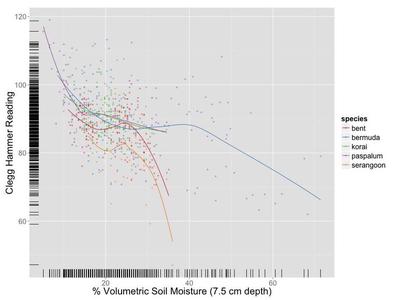 120
100
80
60
Clegg Hammer Reading
20
40
60
% Volumetric Soil Moisture (7.5 cm depth)
species
bent
bermuda
korai
paspalum
serangoon